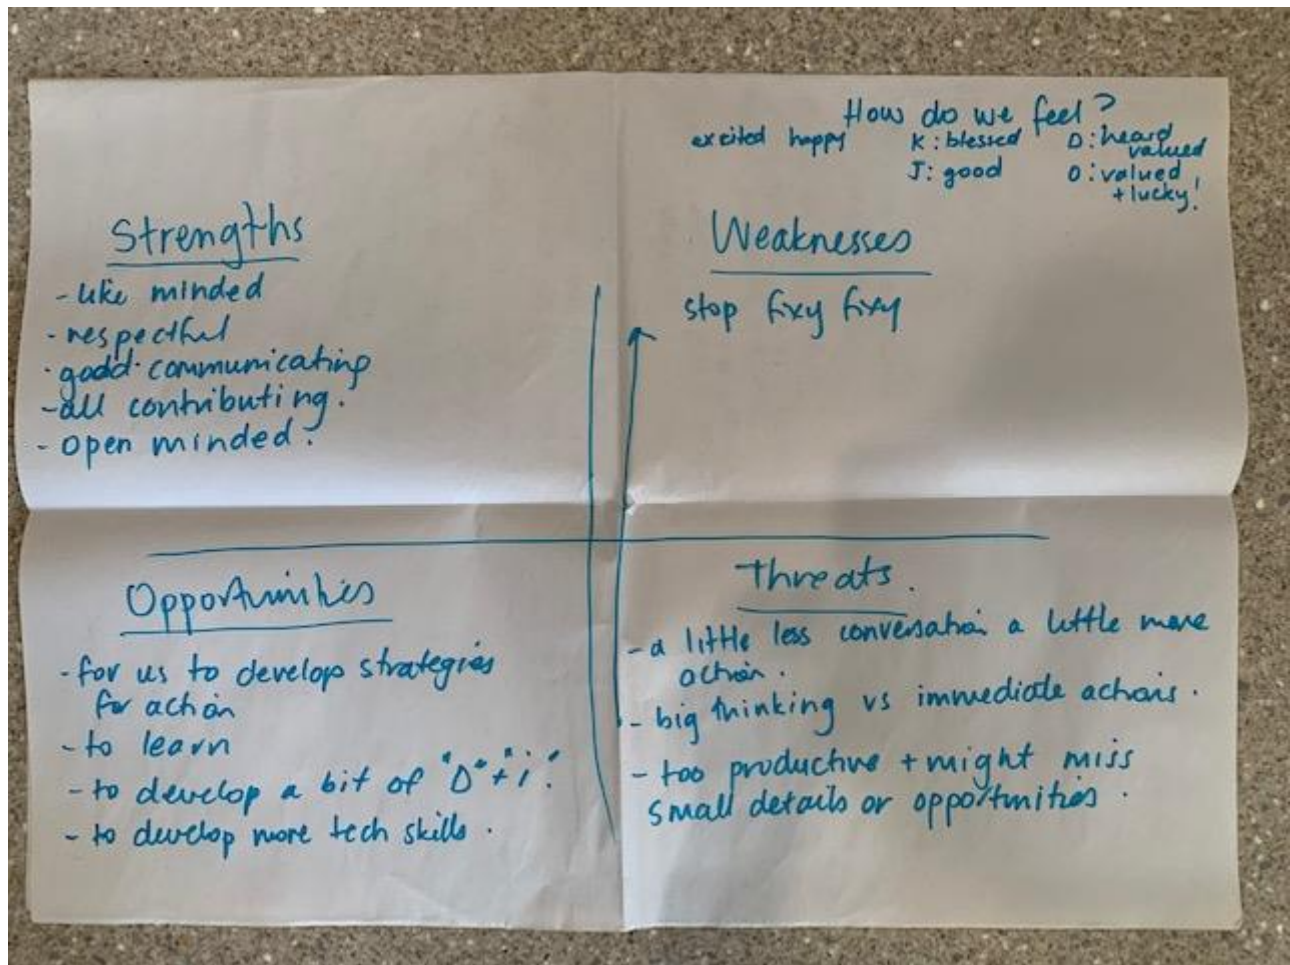 How do we feel?
excited happy K: blessed D: heard
valued
J: good O: valued
+ lucky!
Strengths
- like minded
- respectful
- godd communicating
- all contributing.
- open minded.
Weaknesses
stop fixy fixy
Opportunities
- for us to develop strategies
for action
- to learn
- to develop a bit of "D" + "i".
- to develop more tech skills.
Threats.
- a little less conversation a little more
action.
- big thinking vs immediate actions.
- too productive + might miss
small details or opportunities.